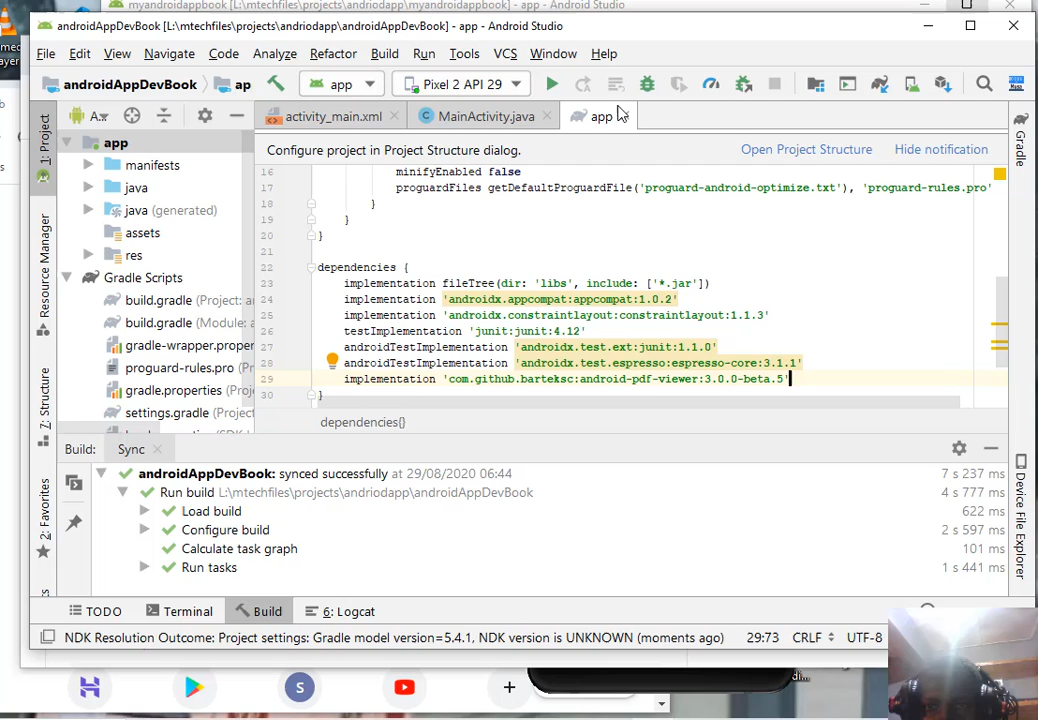 myandroidappbook [L:\mtechfiles\projects\andriodapp\myandroidappbook] - app - Android Studio
androidAppDevBook [L:\mtechfiles\projects\andriodapp\androidAppDevBook] - app - Android Studio
File Edit View Navigate Code Analyze Refactor Build Run Tools VCS Window Help
androidAppDevBook ap app Pixel 2 API 29
1: Project
A... activity_main.xml MainActivity.java app
Gradle
app
Configure project in Project Structure dialog. Open Project Structure Hide notification
manifests
java
java (generated)
assets
res
Gradle Scripts
build.gradle (Project:
build.gradle (Module:
gradle-wrapper.proper
proguard-rules.pro
gradle.properties
settings.gradle
16 minifyEnabled false
17 proguardFiles getDefaultProguardFile('proguard-android-optimize.txt'), 'proguard-rules.pro'
18 }
19 }
20 }
21
22 dependencies {
23 implementation fileTree(dir: 'libs', include: ['*.jar'])
24 implementation 'androidx.appcompat:appcompat:1.0.2'
25 implementation 'androidx.constraintlayout:constraintlayout:1.1.3'
26 testImplementation 'junit:junit:4.12'
27 androidTestImplementation 'androidx.test.ext:junit:1.1.0'
28 androidTestImplementation 'androidx.test.espresso:espresso-core:3.1.1'
29 implementation 'com.github.barteksc:android-pdf-viewer:3.0.0-beta.5'
30 }
dependencies{}
Resource Manager
7: Structure
2: Favorites
Device File Explorer
Build: Sync
androidAppDevBook: synced successfully at 29/08/2020 06:44 7 s 237 ms
Run build L:\mtechfiles\projects\andriodapp\androidAppDevBook 4 s 777 ms
Load build 622 ms
Configure build 2 s 597 ms
Calculate task graph 101 ms
Run tasks 1 s 441 ms
TODO Terminal Build 6: Logcat
NDK Resolution Outcome: Project settings: Gradle model version=5.4.1, NDK version is UNKNOWN (moments ago) 29:73 CRLF UTF-8
S
di...